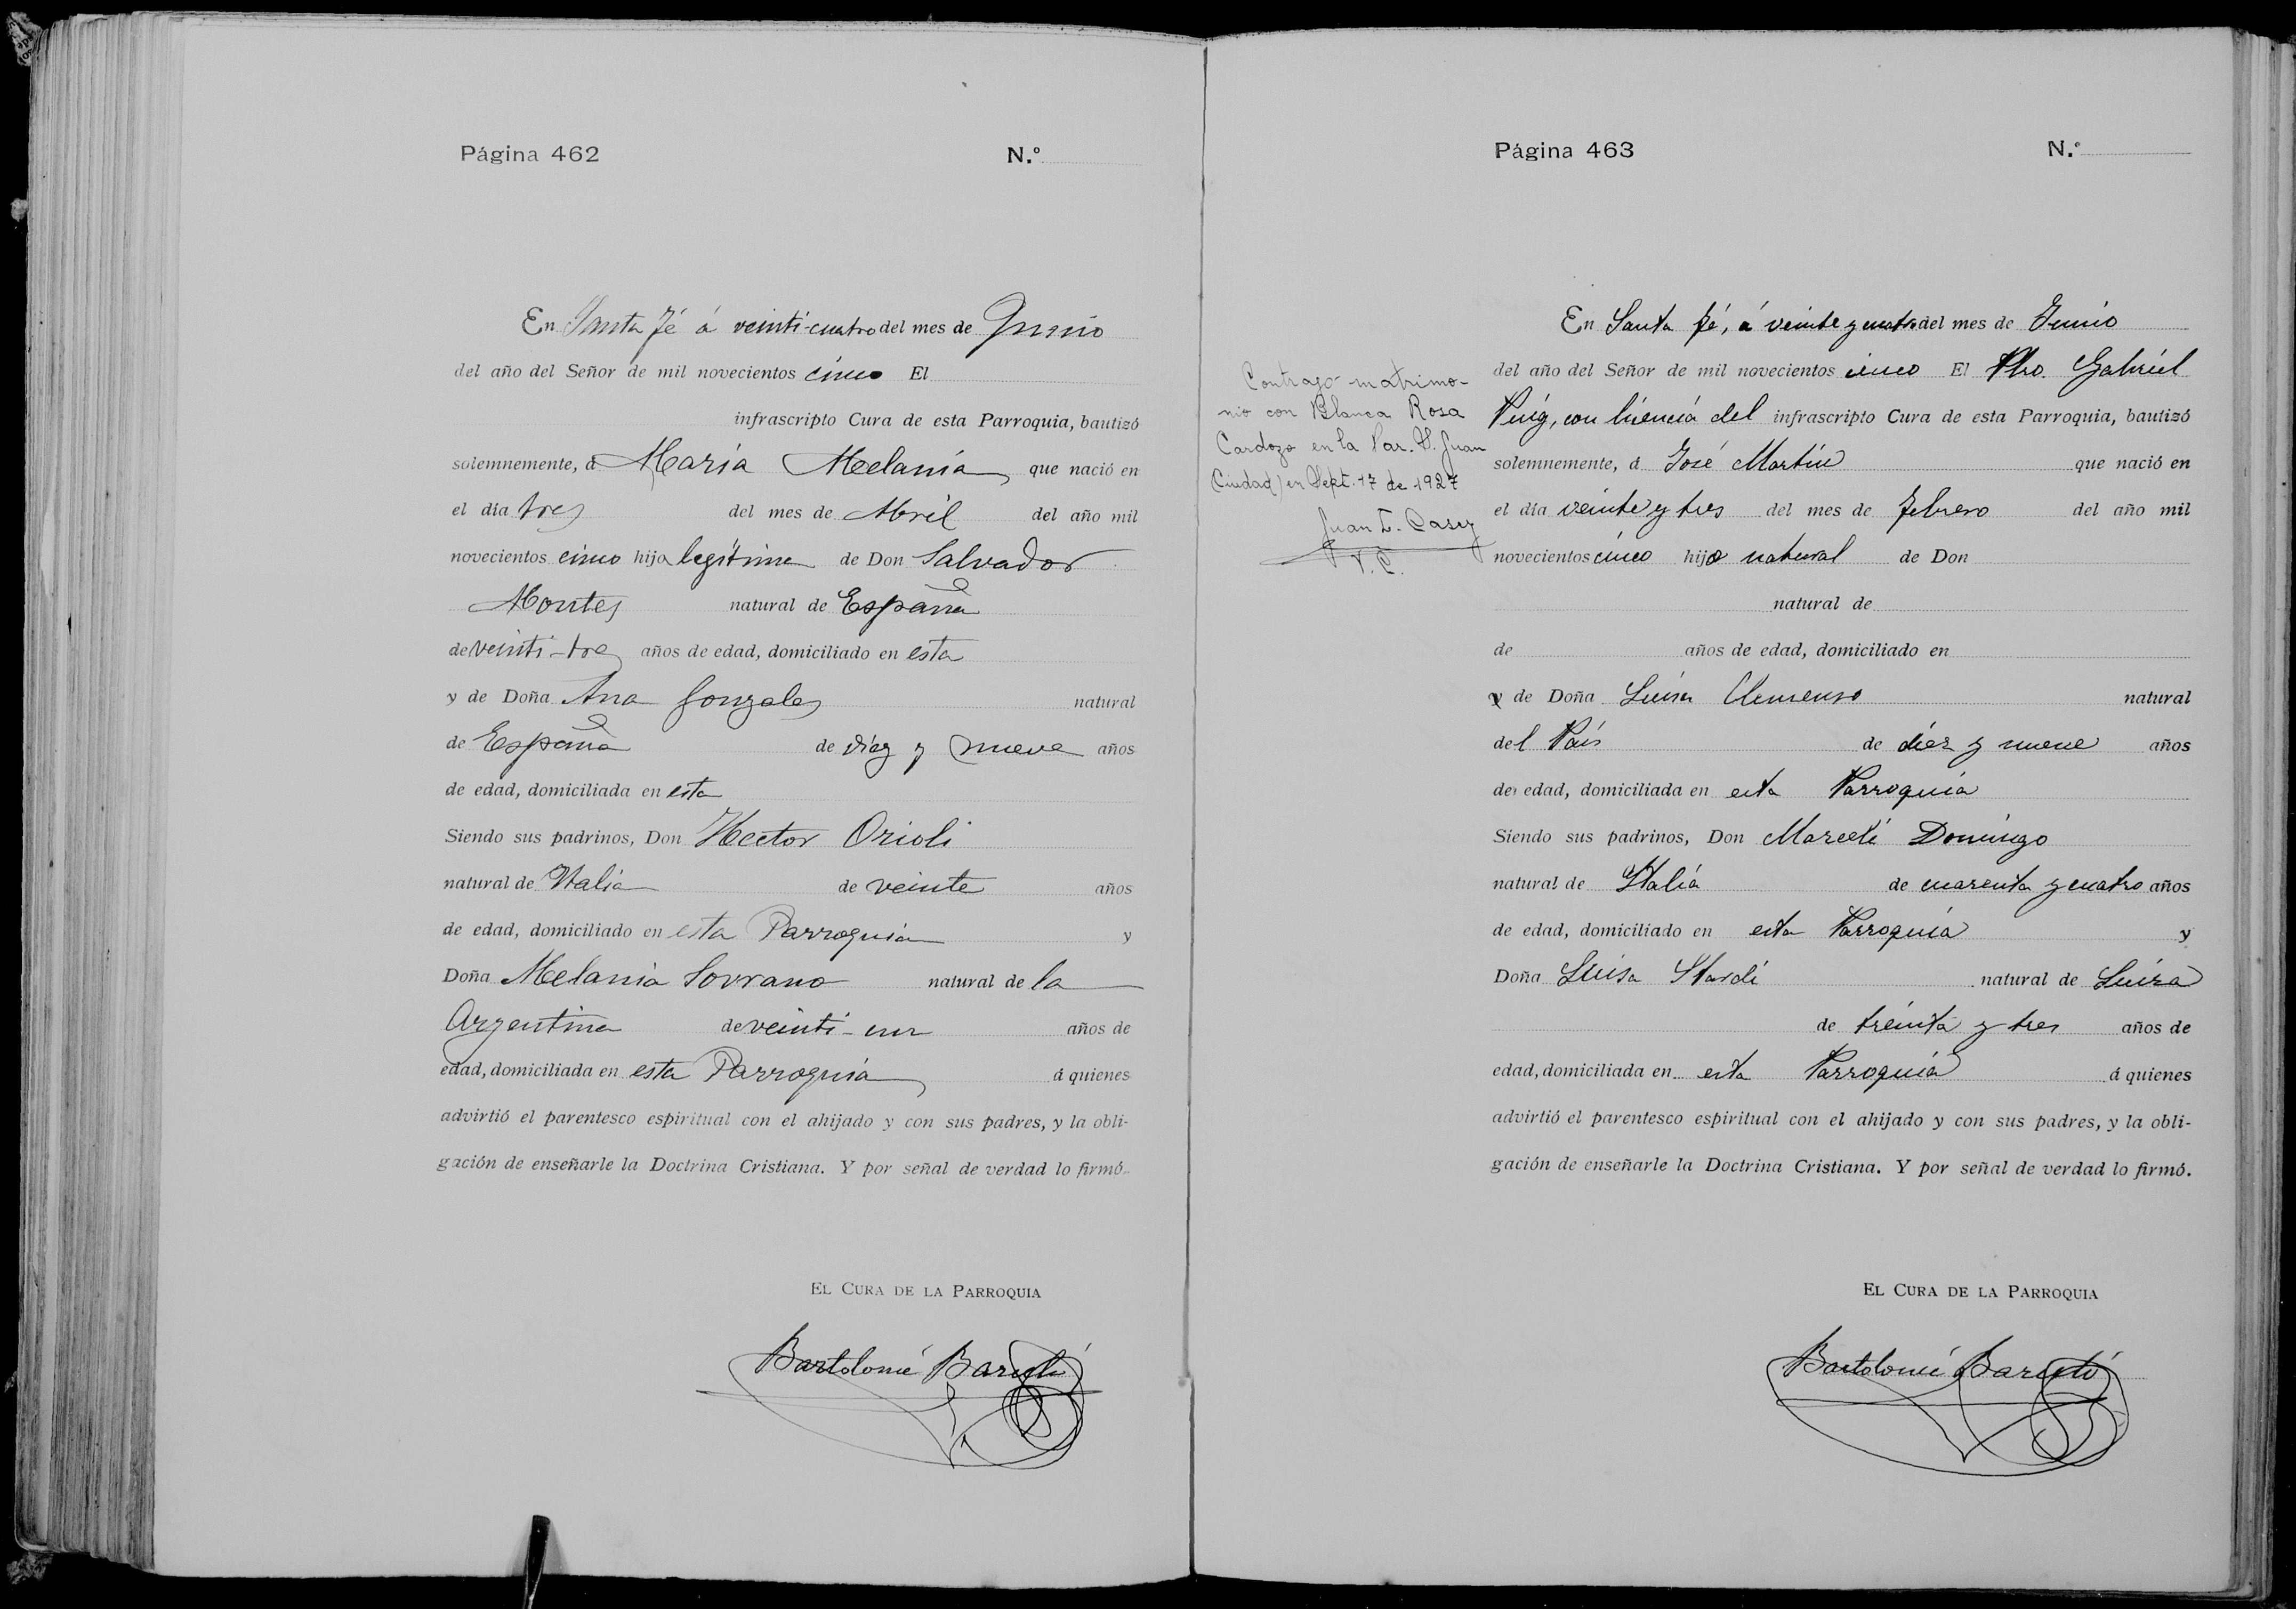 Página 462 N.º
En Santa Fé á veinti-cuatro del mes de Junio
del año del Señor de mil novecientos cinco El
infrascripto Cura de esta Parroquia, bautizó
solemnemente, á Maria Melania que nació en
el día tres del mes de Abril del año mil
novecientos cinco hija legítima de Don Salvador
Montes natural de España
de veinti-tres años de edad, domiciliado en esta
y de Doña Ana Gonzales natural
de España de diez y nueve años
de edad, domiciliada en esta
Siendo sus padrinos, Don Hector Orioli
natural de Italia de veinte años
de edad, domiciliado en esta Parroquia y
Doña Melania Sorrano natural de la
Argentina de veinti-un años de
edad, domiciliada en esta Parroquia á quienes
advirtió el parentesco espiritual con el ahijado y con sus padres, y la obli-
gación de enseñarle la Doctrina Cristiana. Y por señal de verdad lo firmó.
EL CURA DE LA PARROQUIA
Bartolomé Barceló
Página 463 N.º
En Santa Fé, á veinte y cuatro del mes de Junio
del año del Señor de mil novecientos cinco El Pbro. Gabriel
Puig, con licencia del infrascripto Cura de esta Parroquia, bautizó
solemnemente, á José Martin que nació en
el día veinte y tres del mes de Febrero del año mil
novecientos cinco hijo natural de Don
natural de
de años de edad, domiciliado en
y de Doña Luisa natural
del País de diez y nueve años
de edad, domiciliada en esta Parroquia
Siendo sus padrinos, Don Domingo
natural de Italia de cuarenta y cuatro años
de edad, domiciliado en esta Parroquia y
Doña Luisa natural de Suiza
de treinta y tres años de
edad, domiciliada en esta Parroquia á quienes
advirtió el parentesco espiritual con el ahijado y con sus padres, y la obli-
gación de enseñarle la Doctrina Cristiana. Y por señal de verdad lo firmó.
EL CURA DE LA PARROQUIA
Bartolomé Barceló
Contrajo matrimo-
nio con Blanca Rosa
Cardozo en la Par. S. Juan
(Ciudad) en Sept. 17 de 1927
Juan
V. C.